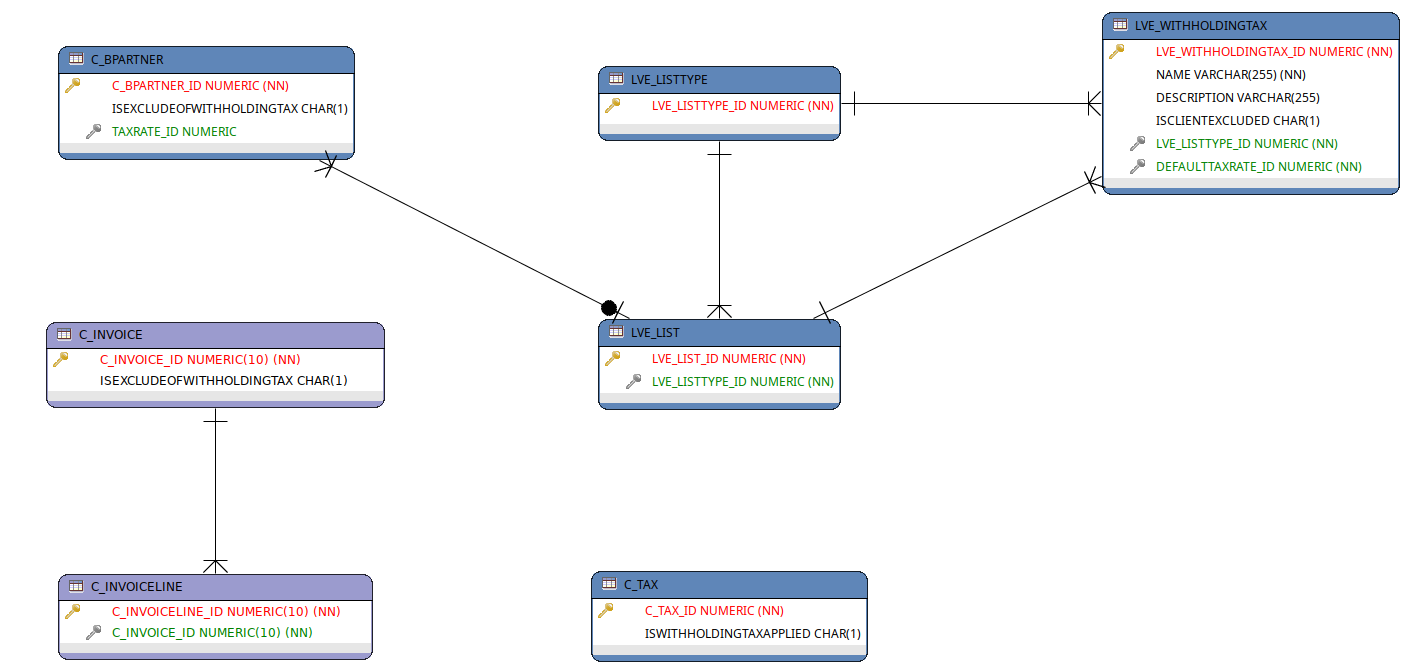 C_BPARTNER
C_BPARTNER_ID NUMERIC (NN)
ISEXCLUDEOFWITHHOLDINGTAX CHAR(1)
TAXRATE_ID NUMERIC
LVE_LISTTYPE
LVE_LISTTYPE_ID NUMERIC (NN)
LVE_WITHHOLDINGTAX
LVE_WITHHOLDINGTAX_ID NUMERIC (NN)
NAME VARCHAR(255) (NN)
DESCRIPTION VARCHAR(255)
ISCLIENTEXCLUDED CHAR(1)
LVE_LISTTYPE_ID NUMERIC (NN)
DEFAULTTAXRATE_ID NUMERIC (NN)
C_INVOICE
C_INVOICE_ID NUMERIC(10) (NN)
ISEXCLUDEOFWITHHOLDINGTAX CHAR(1)
LVE_LIST
LVE_LIST_ID NUMERIC (NN)
LVE_LISTTYPE_ID NUMERIC (NN)
C_INVOICELINE
C_INVOICELINE_ID NUMERIC(10) (NN)
C_INVOICE_ID NUMERIC(10) (NN)
C_TAX
C_TAX_ID NUMERIC (NN)
ISWITHHOLDINGTAXAPPLIED CHAR(1)